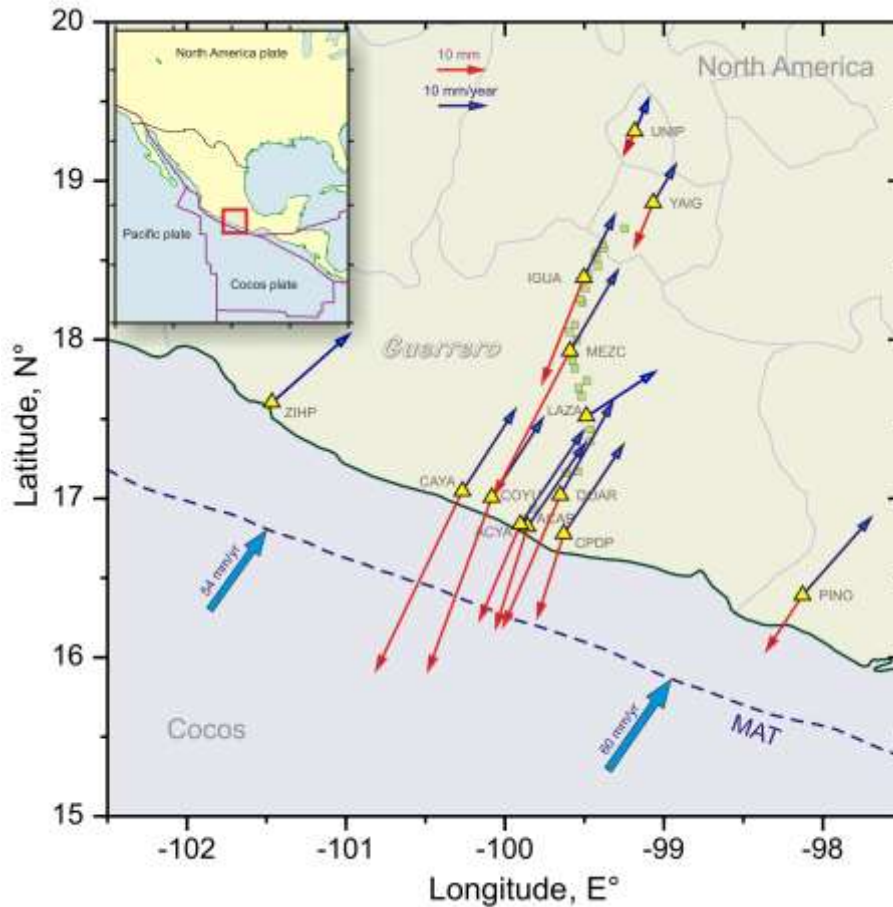 20
19
18
17
16
15
Latitude, N°
-102
-101
-100
-99
-98
Longitude, E°
North America plate
Pacific plate
Cocos plate
10 mm
10 mm/year
North America
UNIP
YAIG
IGUA
MEZC
Guerrero
ZIHP
LAZA
CAYA
COYU
DOAR
ACYA
ACAP
CPDP
PINO
54 mm/yr
60 mm/yr
MAT
Cocos